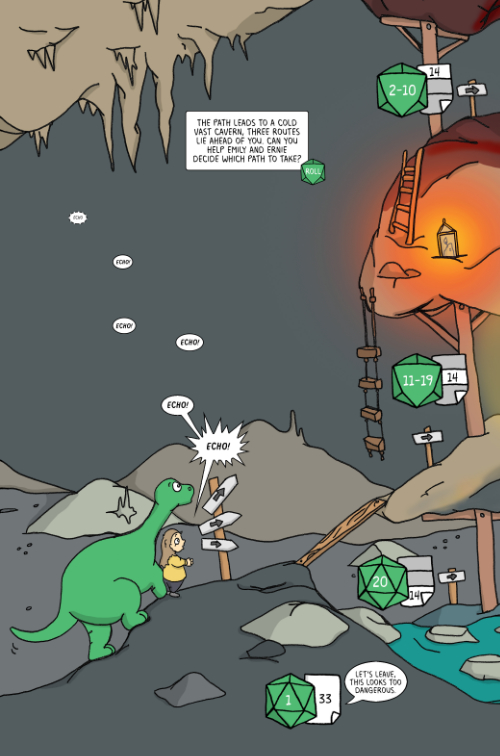 14
2-10
THE PATH LEADS TO A COLD
VAST CAVERN, THREE ROUTES
LIE AHEAD OF YOU. CAN YOU
HELP EMILY AND ERNIE
DECIDE WHICH PATH TO TAKE?
ROLL
ECHO!
ECHO!
ECHO!
ECHO!
ECHO!
ECHO!
11-19
14
20
14
1
33
LET'S LEAVE,
THIS LOOKS TOO
DANGEROUS.